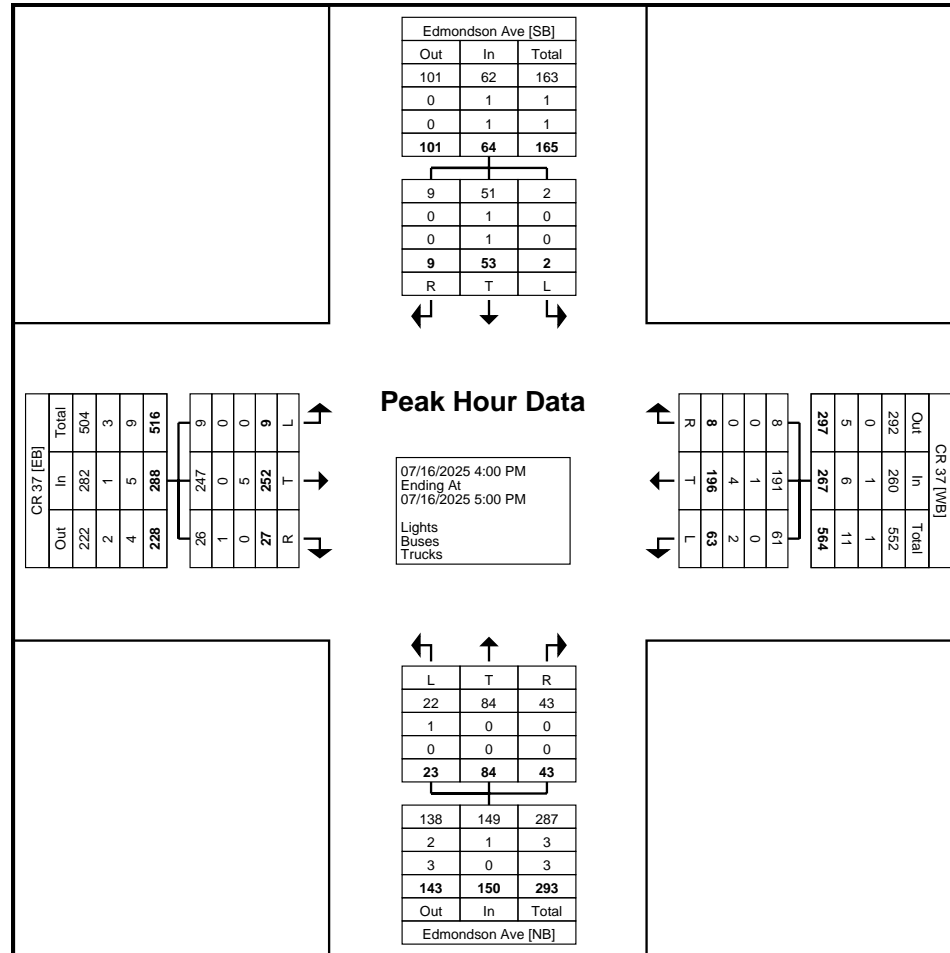 Edmondson Ave [SB]
Out In Total
101 62 163
0 1 1
0 1 1
101 64 165
9 51 2
0 1 0
0 1 0
9 53 2
R T L
Peak Hour Data
07/16/2025 4:00 PM
Ending At
07/16/2025 5:00 PM
Lights
Buses
Trucks
CR 37 [EB]
Total In Out
504 282 222
3 1 2
9 5 4
516 288 228
9 247 26
0 0 1
0 5 0
9 252 27
L T R
CR 37 [WB]
Out In Total
292 260 552
0 1 1
5 6 11
297 267 564
8 191 61
0 1 0
0 4 2
8 196 63
R T L
L T R
22 84 43
1 0 0
0 0 0
23 84 43
138 149 287
2 1 3
3 0 3
143 150 293
Out In Total
Edmondson Ave [NB]